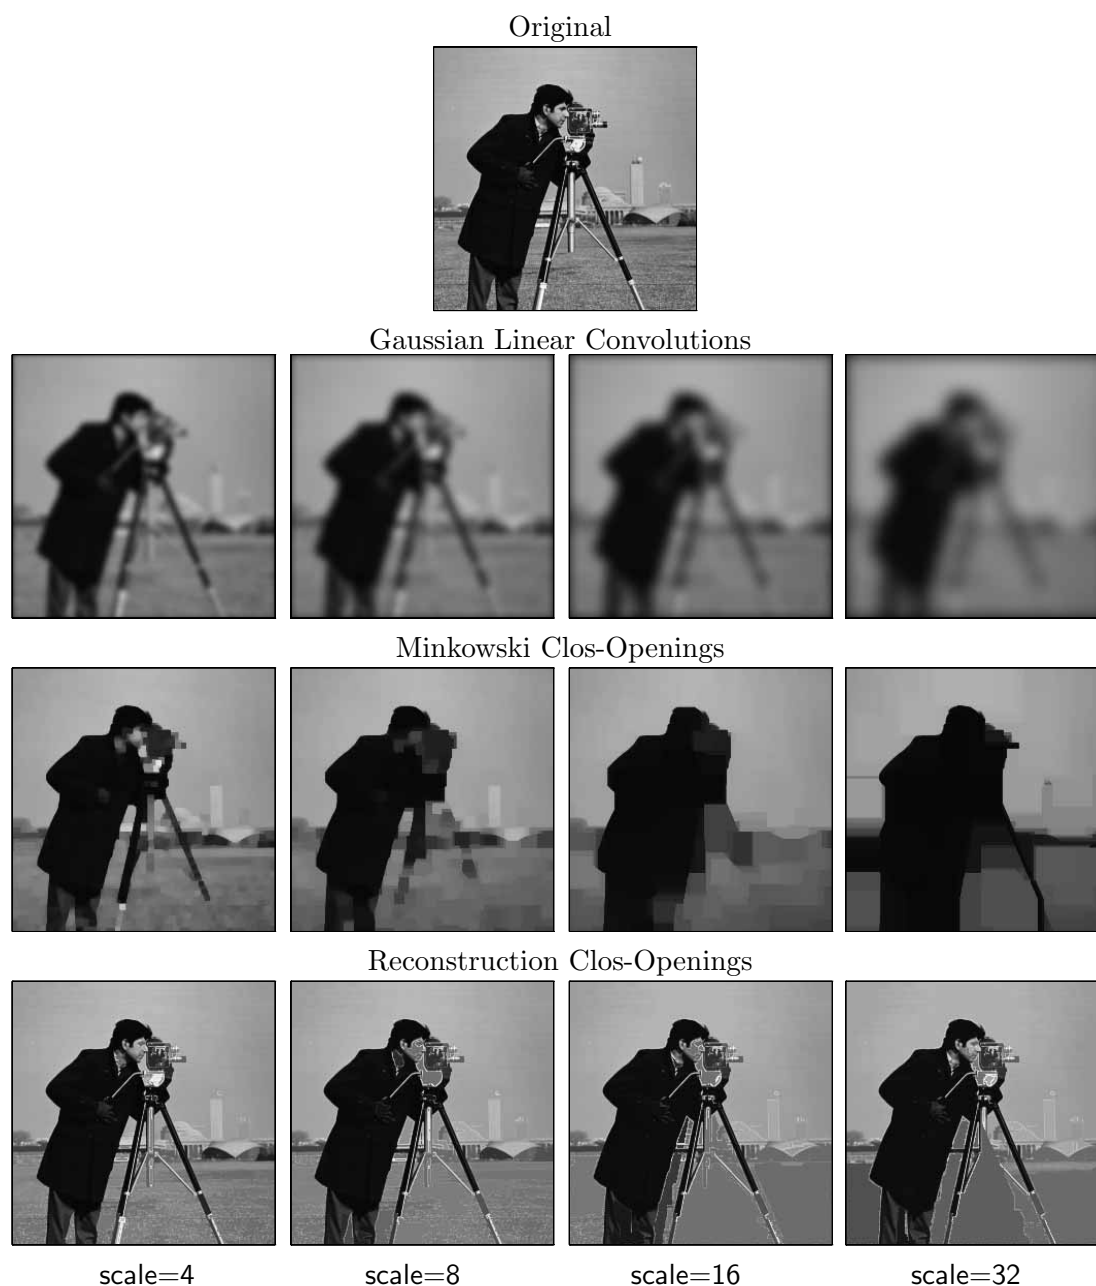 Original
Gaussian Linear Convolutions
Minkowski Clos-Openings
Reconstruction Clos-Openings
scale=4 scale=8 scale=16 scale=32